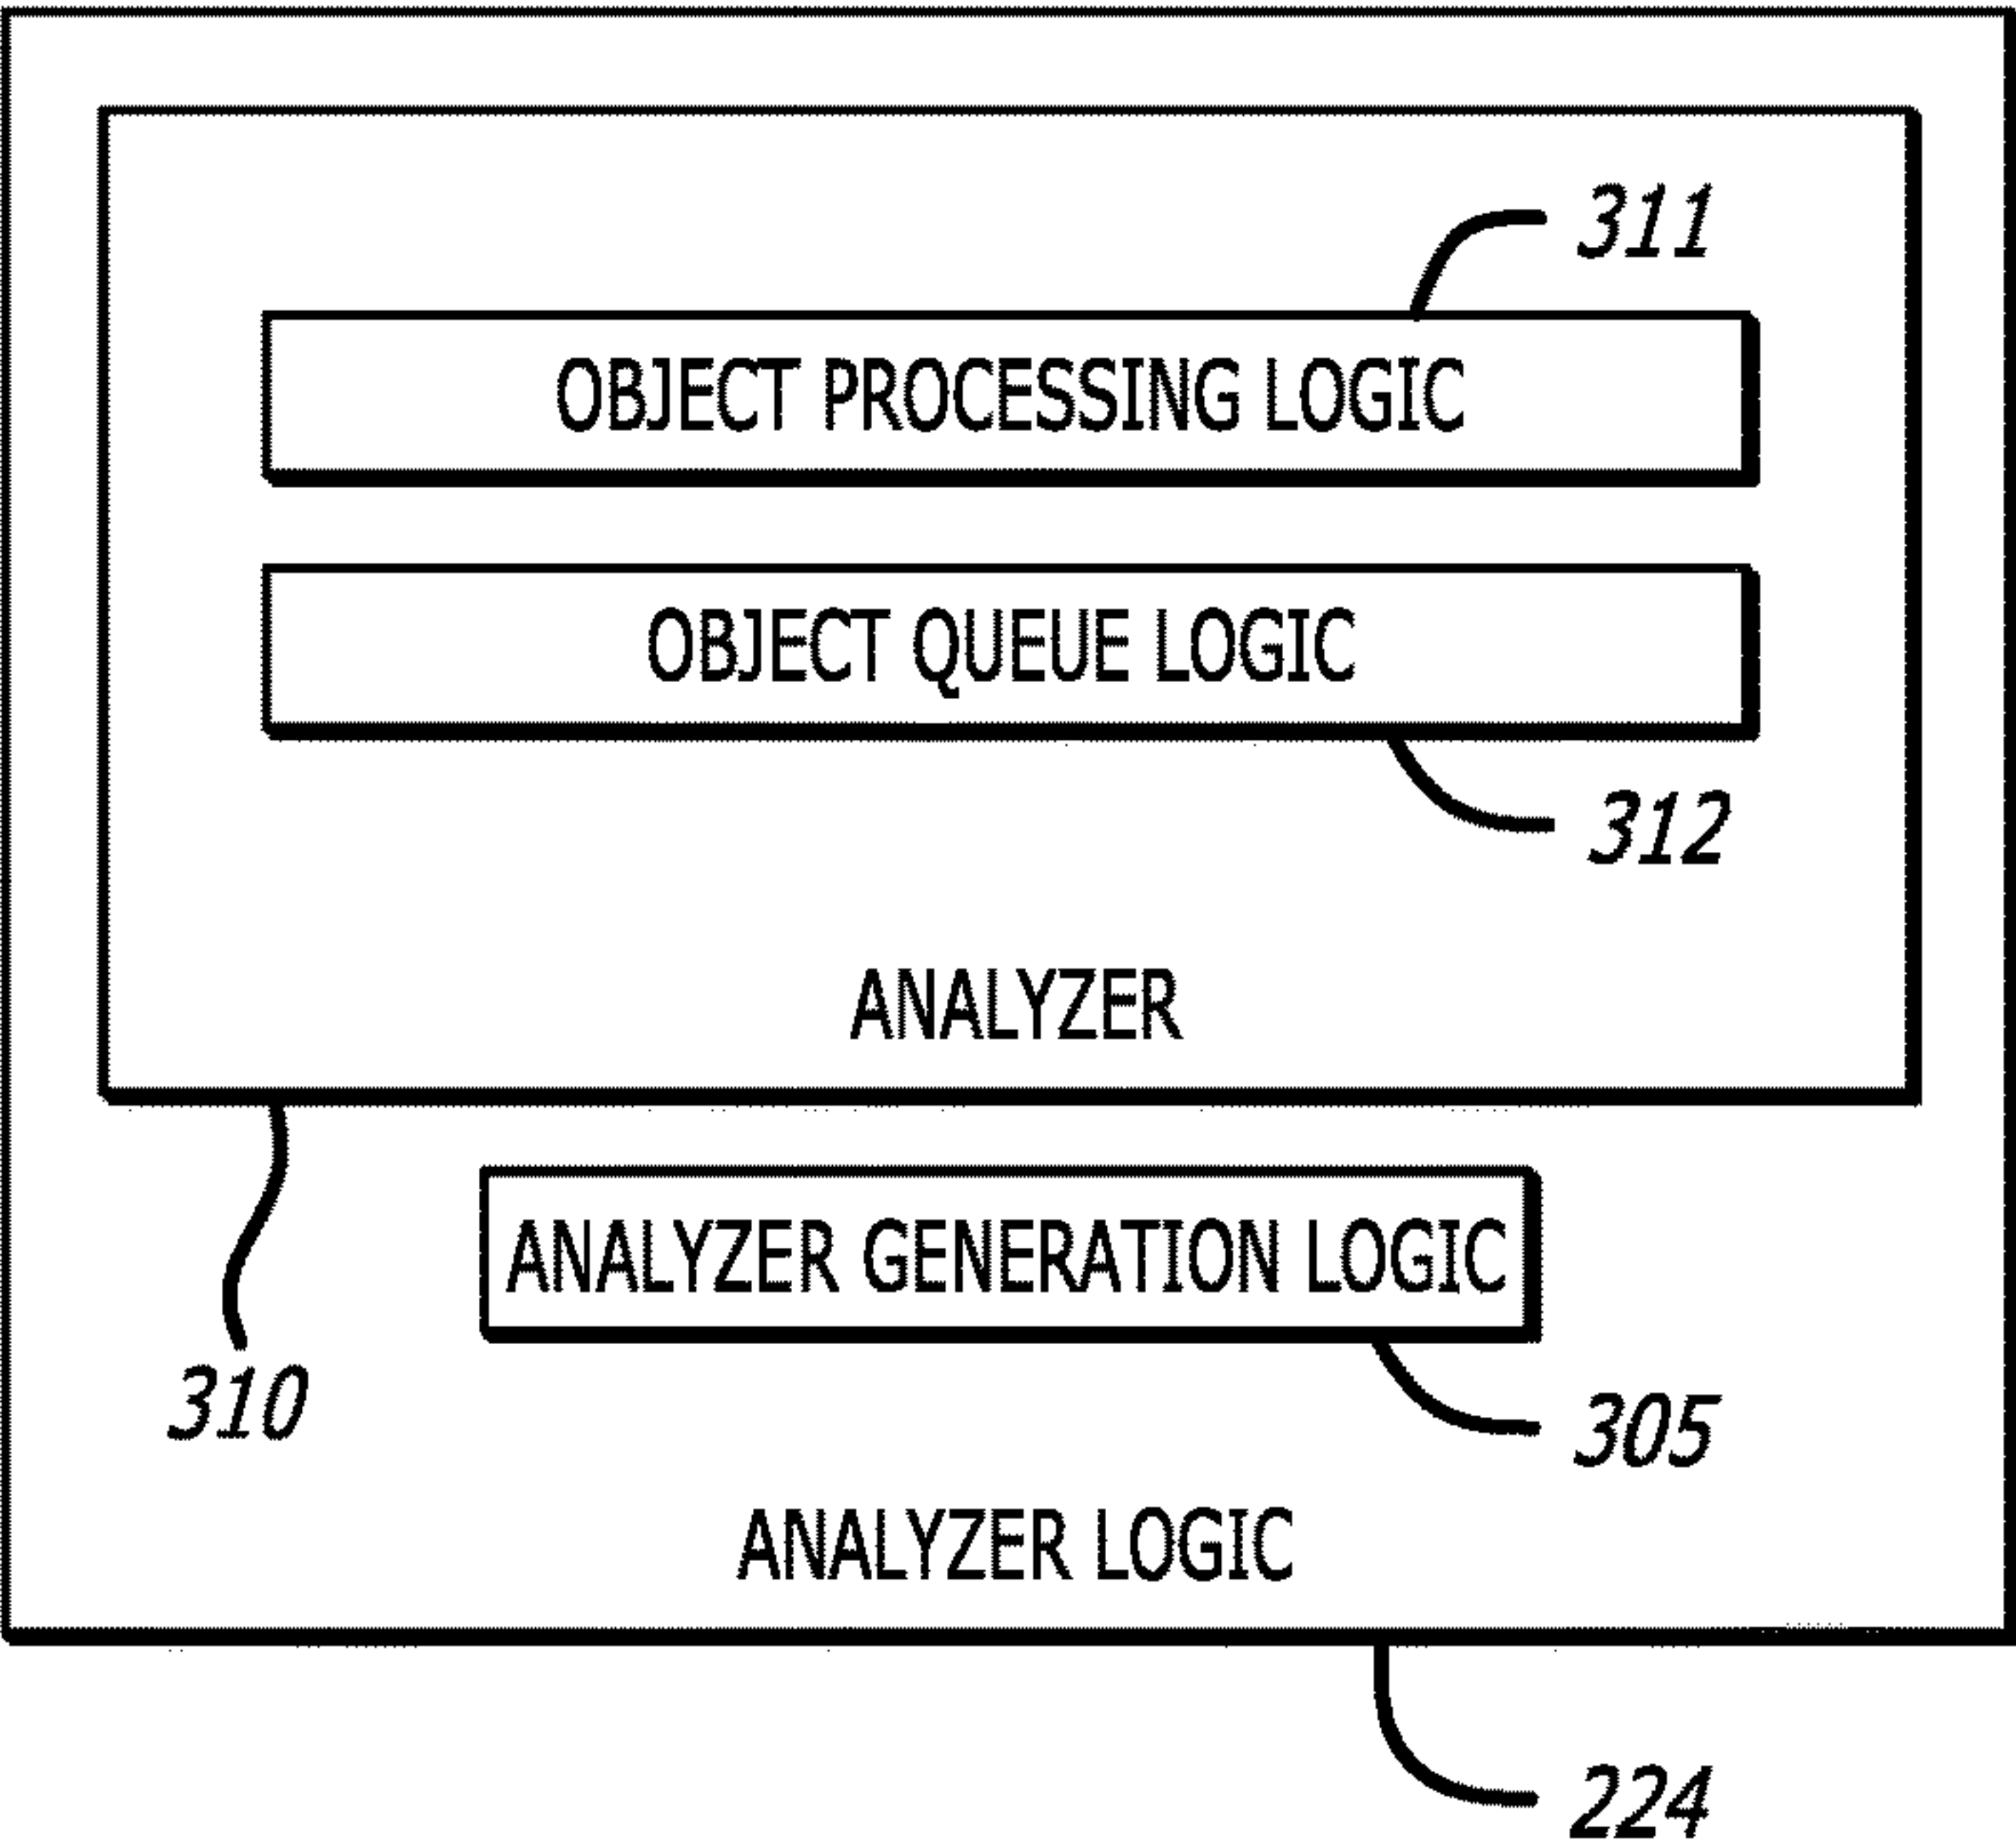 311
OBJECT PROCESSING LOGIC
OBJECT QUEUE LOGIC
312
ANALYZER
ANALYZER GENERATION LOGIC
310
305
ANALYZER LOGIC
224